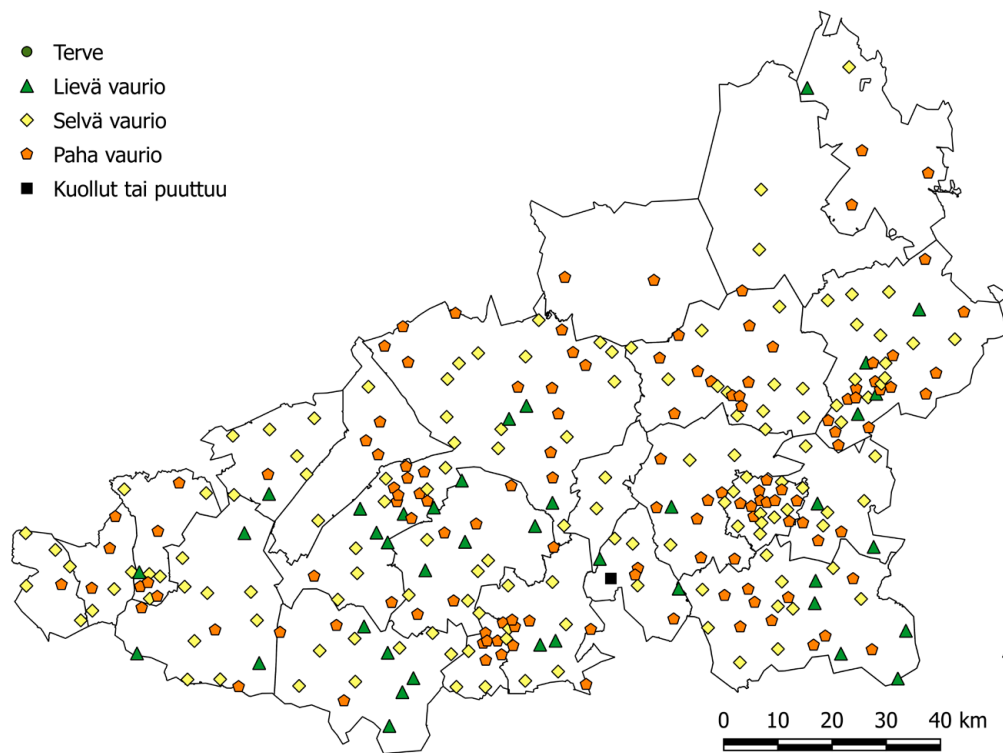 Terve
Lievä vaurio
Selvä vaurio
Paha vaurio
Kuollut tai puuttuu
0 10 20 30 40 km